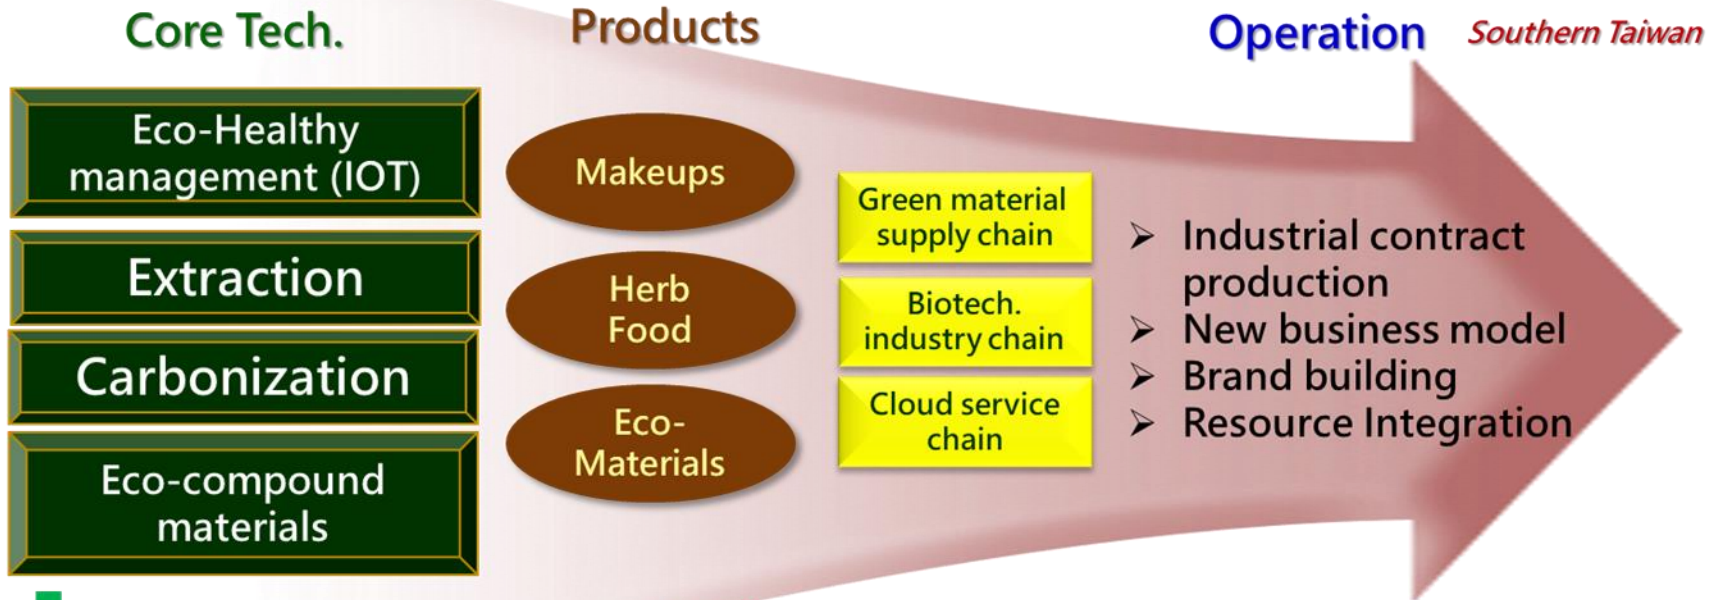 Core Tech.
Products
Operation
Southern Taiwan
Eco-Healthy
management (IOT)
Extraction
Carbonization
Eco-compound
materials
Makeups
Herb
Food
Eco-
Materials
Green material
supply chain
Biotech.
industry chain
Cloud service
chain
➢ Industrial contract
production
➢ New business model
➢ Brand building
➢ Resource Integration